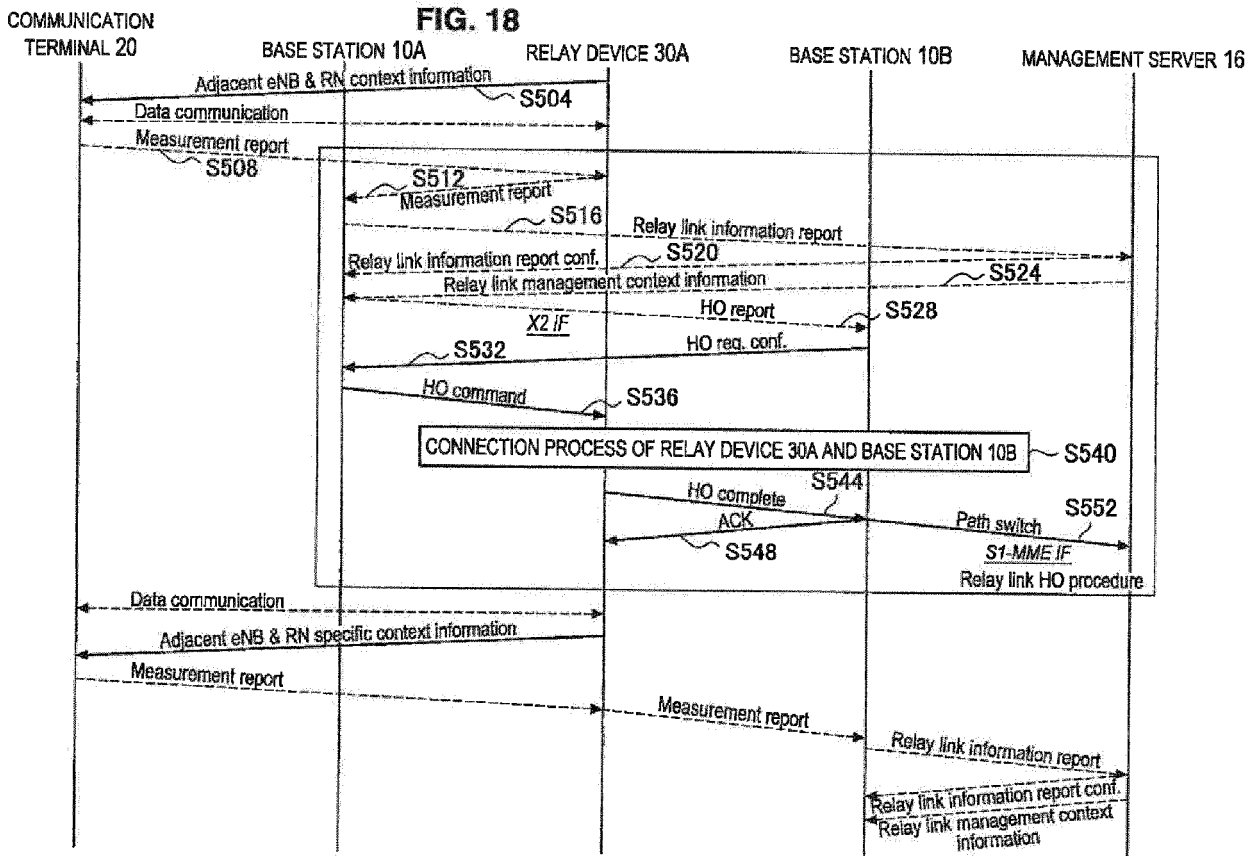 FIG. 18
COMMUNICATION
TERMINAL 20
BASE STATION 10A
RELAY DEVICE 30A
BASE STATION 10B
MANAGEMENT SERVER 16
Adjacent eNB & RN context information
S504
Data communication
Measurement report
S508
S512
Measurement report
S516
Relay link information report
Relay link information report conf.
S520
S524
Relay link management context information
HO report
S528
X2 IF
S532
HO req. conf.
HO command
S536
CONNECTION PROCESS OF RELAY DEVICE 30A AND BASE STATION 10B
S540
HO complete
S544
S552
ACK
Path switch
S548
S1-MME IF
Relay link HO procedure
Data communication
Adjacent eNB & RN specific context information
Measurement report
Measurement report
Relay link information report
Relay link information report conf.
Relay link management context
information